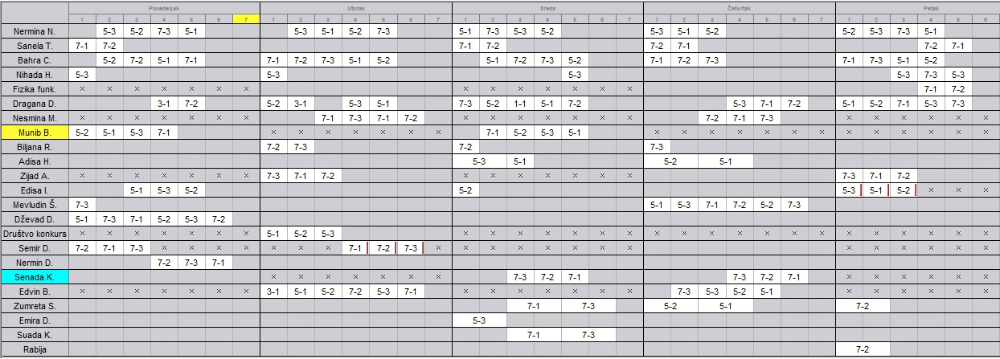 Ponedeljak Utorak Sreda Četvrtak Petak
1 2 3 4 5 6 7 1 2 3 4 5 6 7 1 2 3 4 5 6 7 1 2 3 4 5 6 7 1 2 3 4 5 6
Nermina N. 5-3 5-2 7-3 5-1 5-3 5-1 5-2 7-3 5-1 7-3 5-3 5-2 5-3 5-1 5-2 5-2 5-3 7-3 5-1
Sanela T. 7-1 7-2 7-1 7-2 7-2 7-1 7-2 7-1
Bahra C. 5-2 7-2 5-1 7-1 7-1 7-2 7-3 5-1 5-2 5-1 7-2 7-3 5-2 7-1 7-2 7-3 7-1 7-3 5-1 5-2
Nihada H. 5-3 5-3 5-3 5-3 7-3 5-3
Fizika funk. × × × × × × × × × × × × × × 7-1 7-2
Dragana D. 3-1 7-2 5-2 3-1 5-3 5-1 7-3 5-2 1-1 5-1 7-2 5-3 7-1 7-2 5-1 5-2 7-1 5-3 7-3
Nesmina M. × × × × × × × 7-1 7-3 7-1 7-2 × × × × × × × 7-2 7-1 7-3 × × × × × ×
Munib B. 5-2 5-1 5-3 7-1 × × × × × × × 7-1 5-2 5-3 5-1 × × × × × × × × × × × × ×
Biljana R. 7-2 7-3 7-2 7-3
Adisa H. 5-3 5-1 5-2 5-1
Zijad A. × × × × × × × 7-3 7-1 7-2 × × × × × × × 7-3 7-1 7-2
Edisa I. 5-1 5-3 5-2 5-2 5-3 5-1 5-2 × × ×
Mevludin Š. 7-3 5-1 5-3 7-1 7-2 5-2 7-3
Dževad D. 5-1 7-3 7-1 5-2 5-3 7-2
Društvo konkurs × × × × × × × 5-1 5-2 5-3 × × × × × × × × × × × × × × × × × × × ×
Semir D. 7-2 7-1 7-3 × × × × 7-1 7-2 7-3 × × × × × × × × × × × × × × × × × × × × ×
Nermin D. 7-2 7-3 7-1
Senada K. × × × × × × × 7-3 7-2 7-1 7-3 7-2 7-1 × × × × × ×
Edvin B. × × × × × × × 3-1 5-1 5-2 7-2 5-3 7-1 × × × × × × × 7-3 5-3 5-2 5-1 × × × × × ×
Zumreta S. 7-1 7-3 5-2 5-1 7-2
Emira D. 5-3
Suada K. 7-1 7-3
Rabija 7-2